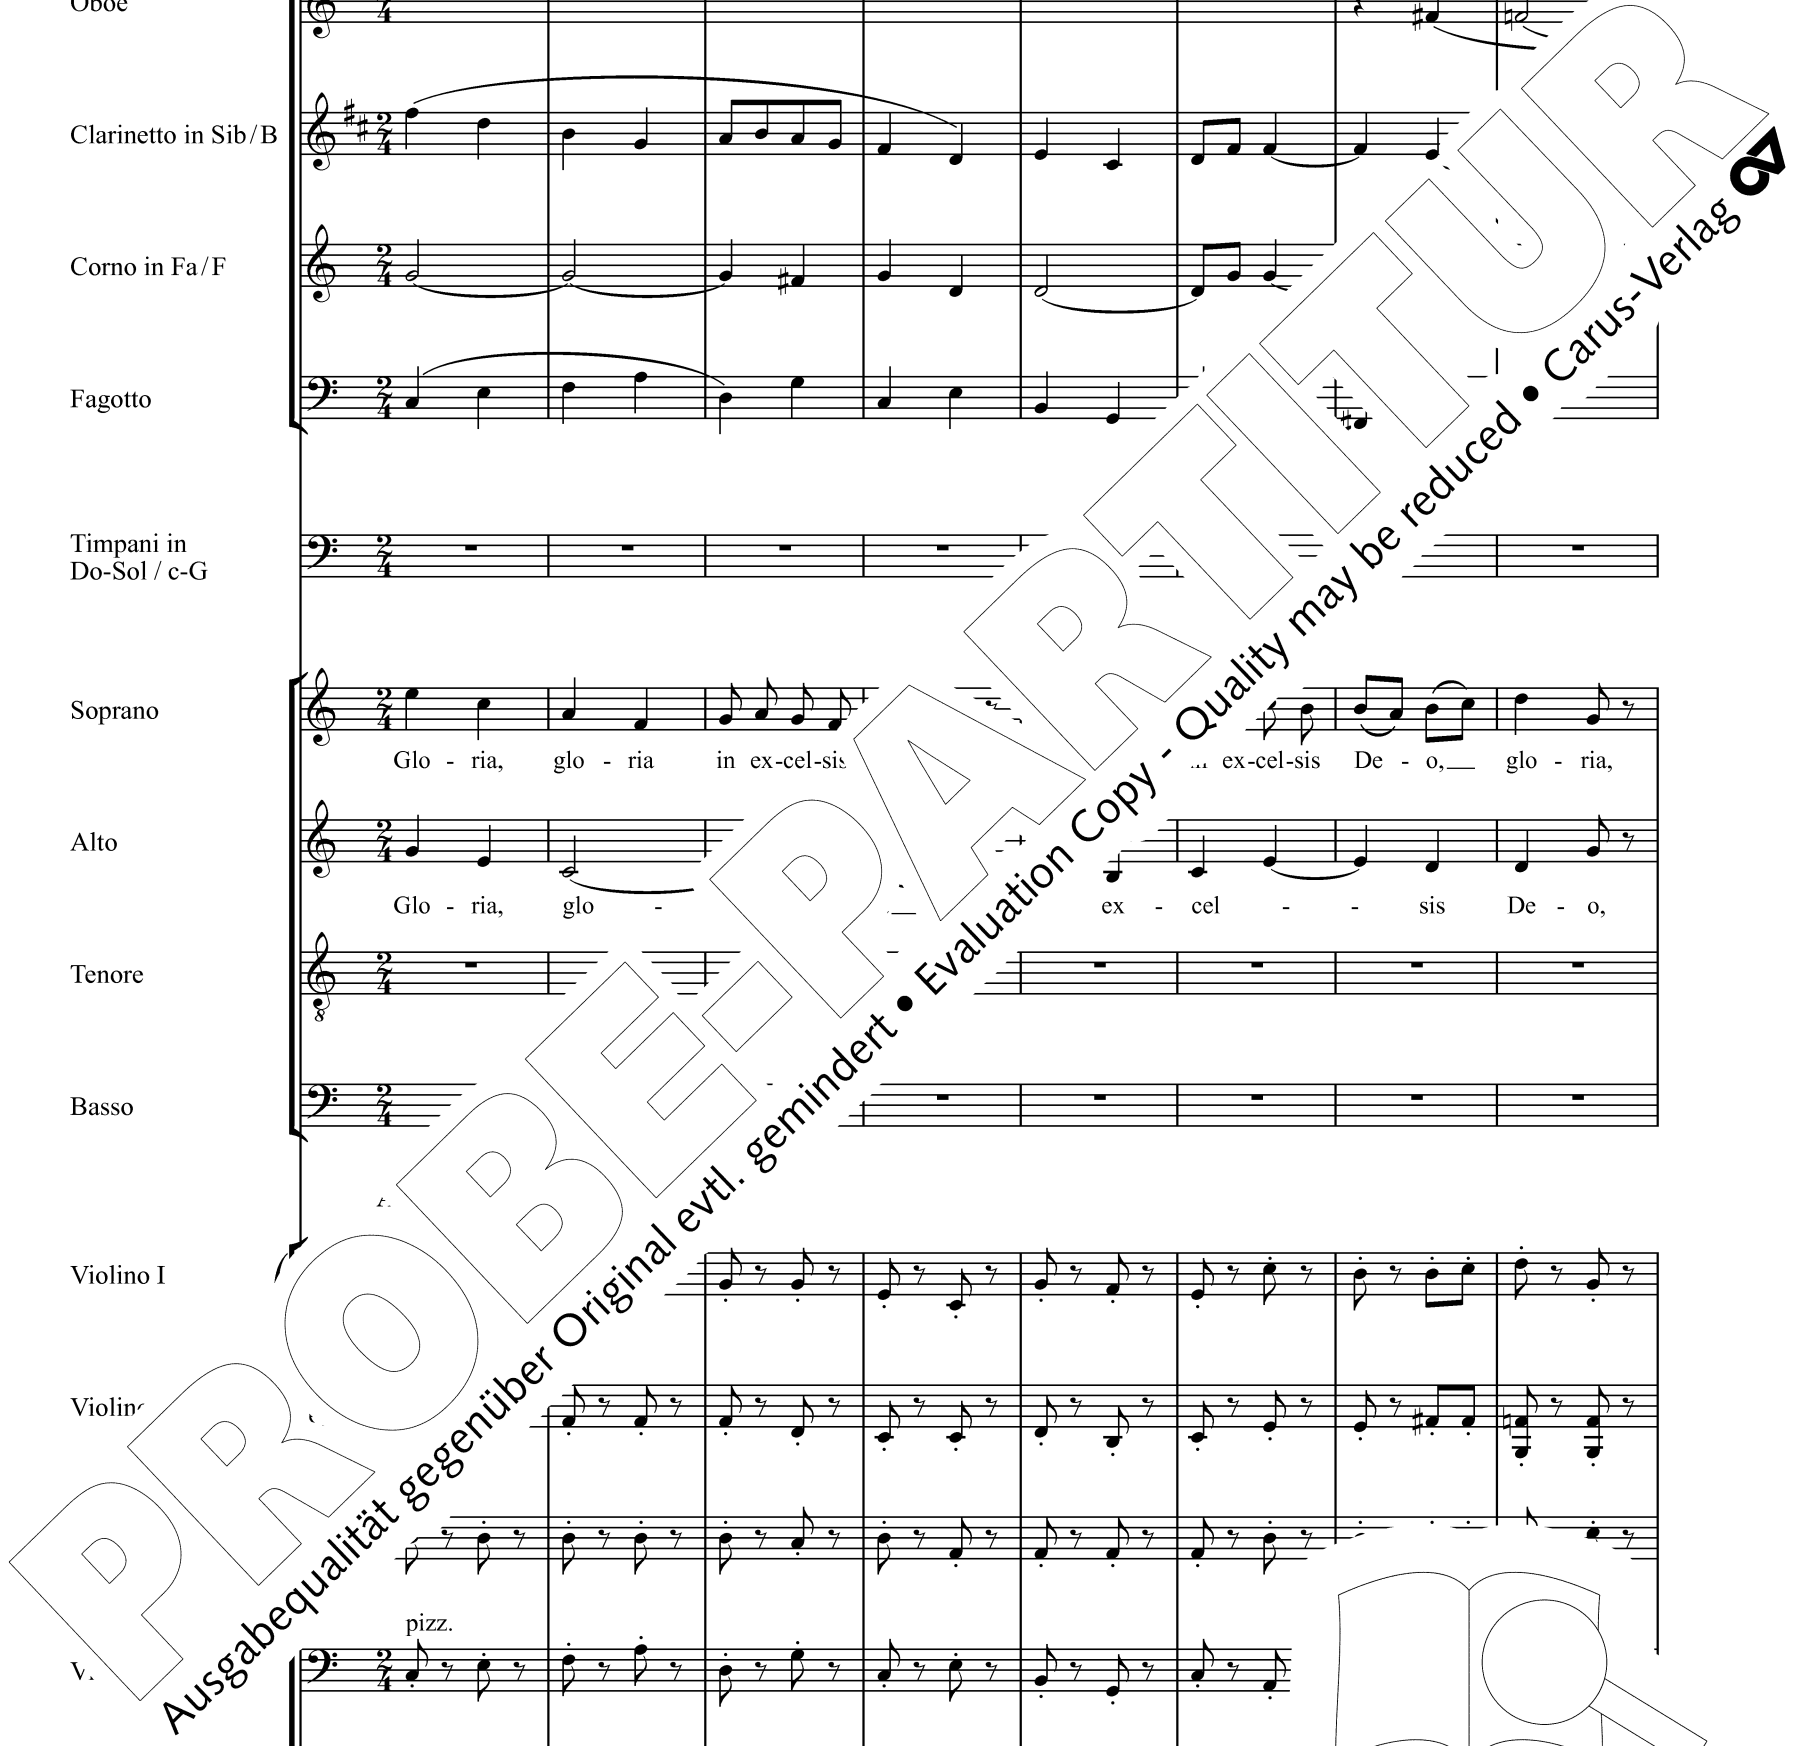 Oboe
Clarinetto in Sib/B
Corno in Fa/F
Fagotto
Timpani in
Do-Sol / c-G
Soprano
Glo - ria, glo - ria in ex-cel-sis ex-cel-sis De - o, glo - ria,
Alto
Glo - ria, glo - ex - cel - - sis De - o,
Tenore
8
Basso
Violino I
pizz.
PROBE-PARTITUR
Ausgabequalität gegenüber Original evtl. gemindert • Evaluation Copy - Quality may be reduced • Carus-Verlag